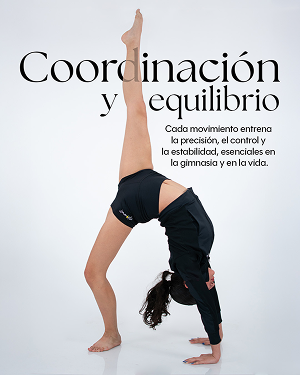 Coordinación
y equilibrio
Cada movimiento entrena
la precisión, el control y
la estabilidad, esenciales en
la gimnasia y en la vida.